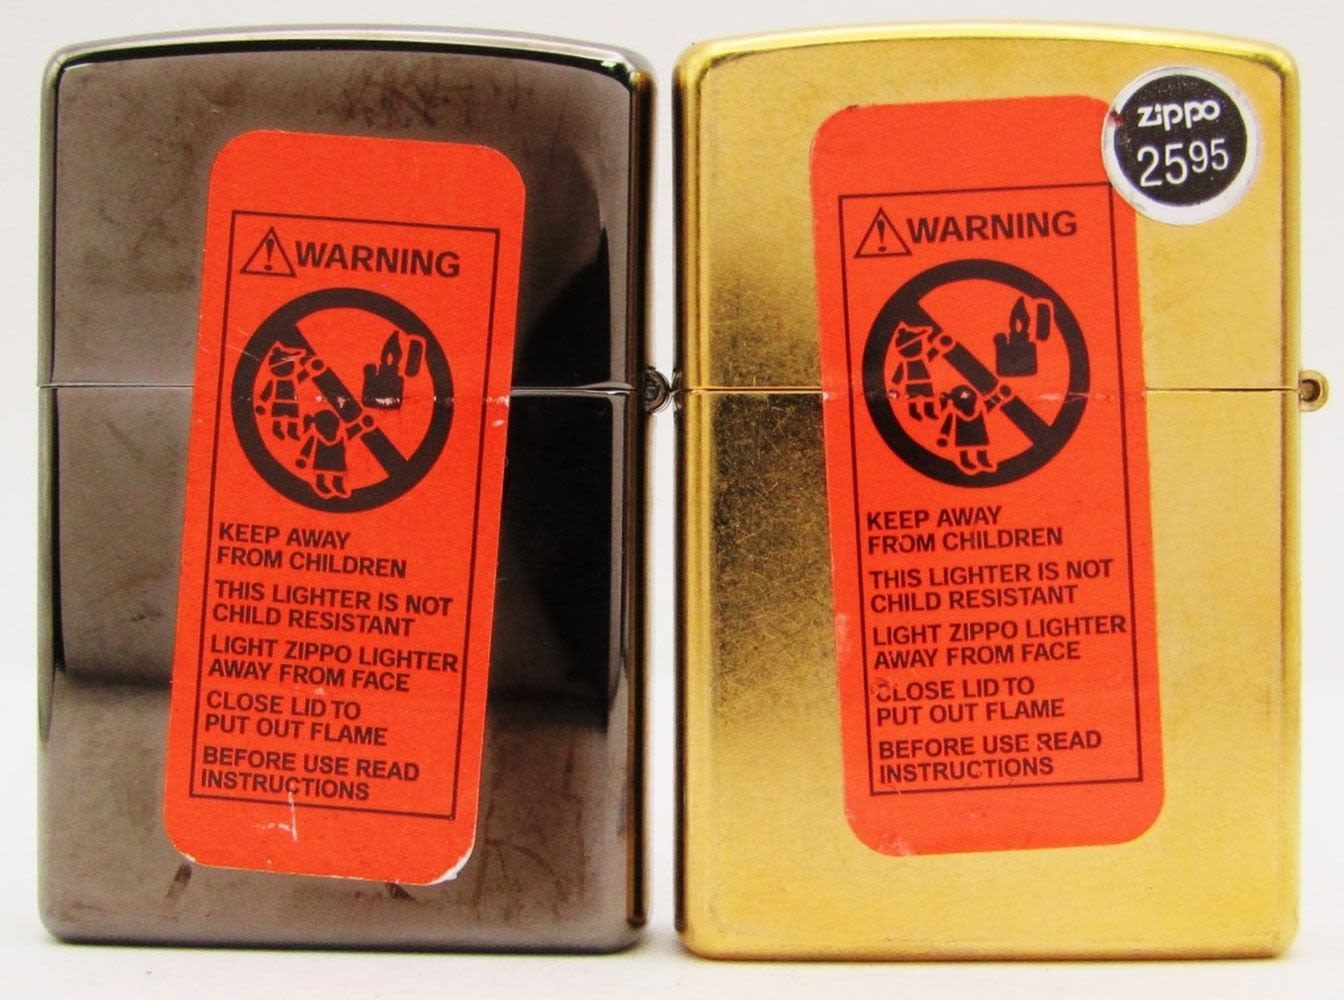 WARNING
KEEP AWAY
FROM CHILDREN
THIS LIGHTER IS NOT
CHILD RESISTANT
LIGHT ZIPPO LIGHTER
AWAY FROM FACE
CLOSE LID TO
PUT OUT FLAME
BEFORE USE READ
INSTRUCTIONS
zippo
25 95
WARNING
KEEP AWAY
FROM CHILDREN
THIS LIGHTER IS NOT
CHILD RESISTANT
LIGHT ZIPPO LIGHTER
AWAY FROM FACE
CLOSE LID TO
PUT OUT FLAME
BEFORE USE READ
INSTRUCTIONS